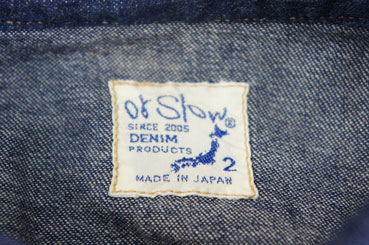 or Slow®
SINCE 2005
DENIM
PRODUCTS
2
MADE IN JAPAN